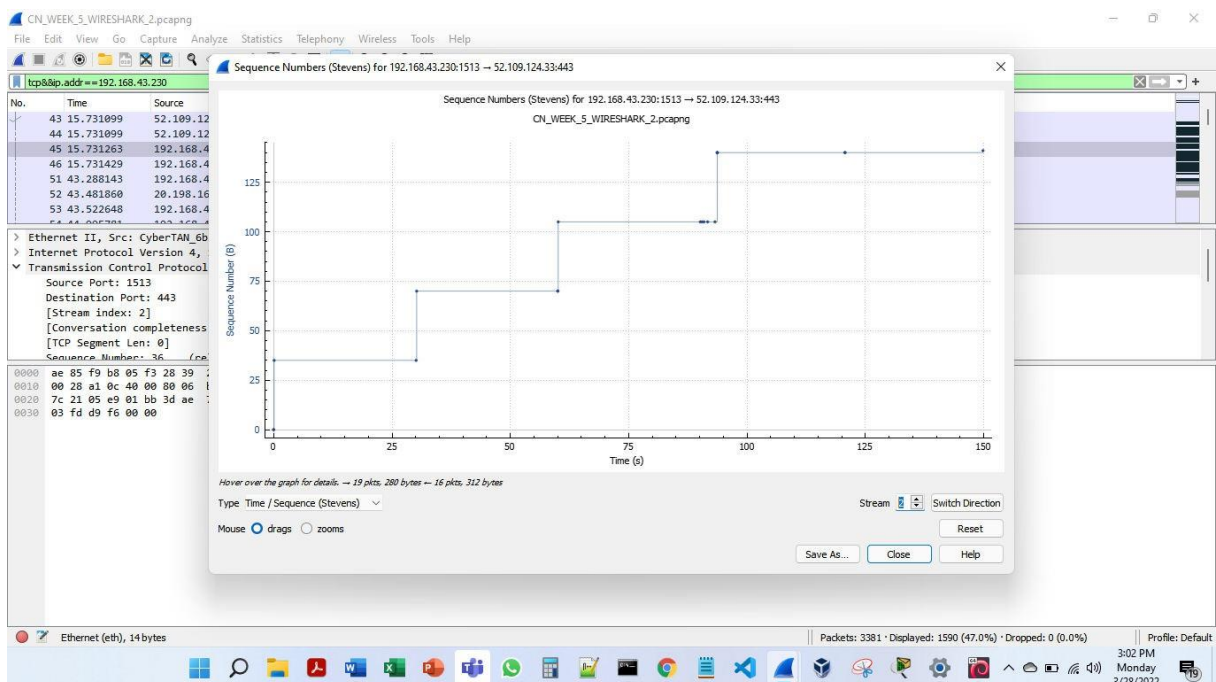 CN_WEEK_5_WIRESHARK_2.pcapng
File Edit View Go Capture Analyze Statistics Telephony Wireless Tools Help
tcp&&ip.addr==192.168.43.230
No. Time Source
43 15.731099 52.109.12
44 15.731099 52.109.12
45 15.731263 192.168.4
46 15.731429 192.168.4
51 43.288143 192.168.4
52 43.481860 20.198.16
53 43.522648 192.168.4
Ethernet II, Src: CyberTAN_6b
Internet Protocol Version 4,
Transmission Control Protocol
Source Port: 1513
Destination Port: 443
[Stream index: 2]
[Conversation completeness
[TCP Segment Len: 0]
Sequence Number: 36 (re
0000 ae 85 f9 b8 05 f3 28 39
0010 00 28 a1 0c 40 00 80 06
0020 7c 21 05 e9 01 bb 3d ae
0030 03 fd d9 f6 00 00
Sequence Numbers (Stevens) for 192.168.43.230:1513 → 52.109.124.33:443
Sequence Numbers (Stevens) for 192.168.43.230:1513 → 52.109.124.33:443
CN_WEEK_5_WIRESHARK_2.pcapng
Sequence Number (B)
125
100
75
50
25
0
0 25 50 75 100 125 150
Time (s)
Hover over the graph for details. → 19 pkts, 280 bytes ← 16 pkts, 312 bytes
Type Time / Sequence (Stevens) Stream 2 Switch Direction
Mouse drags zooms Reset
Save As... Close Help
Ethernet (eth), 14 bytes Packets: 3381 · Displayed: 1590 (47.0%) · Dropped: 0 (0.0%) Profile: Default
3:02 PM
Monday
3/28/2022
19